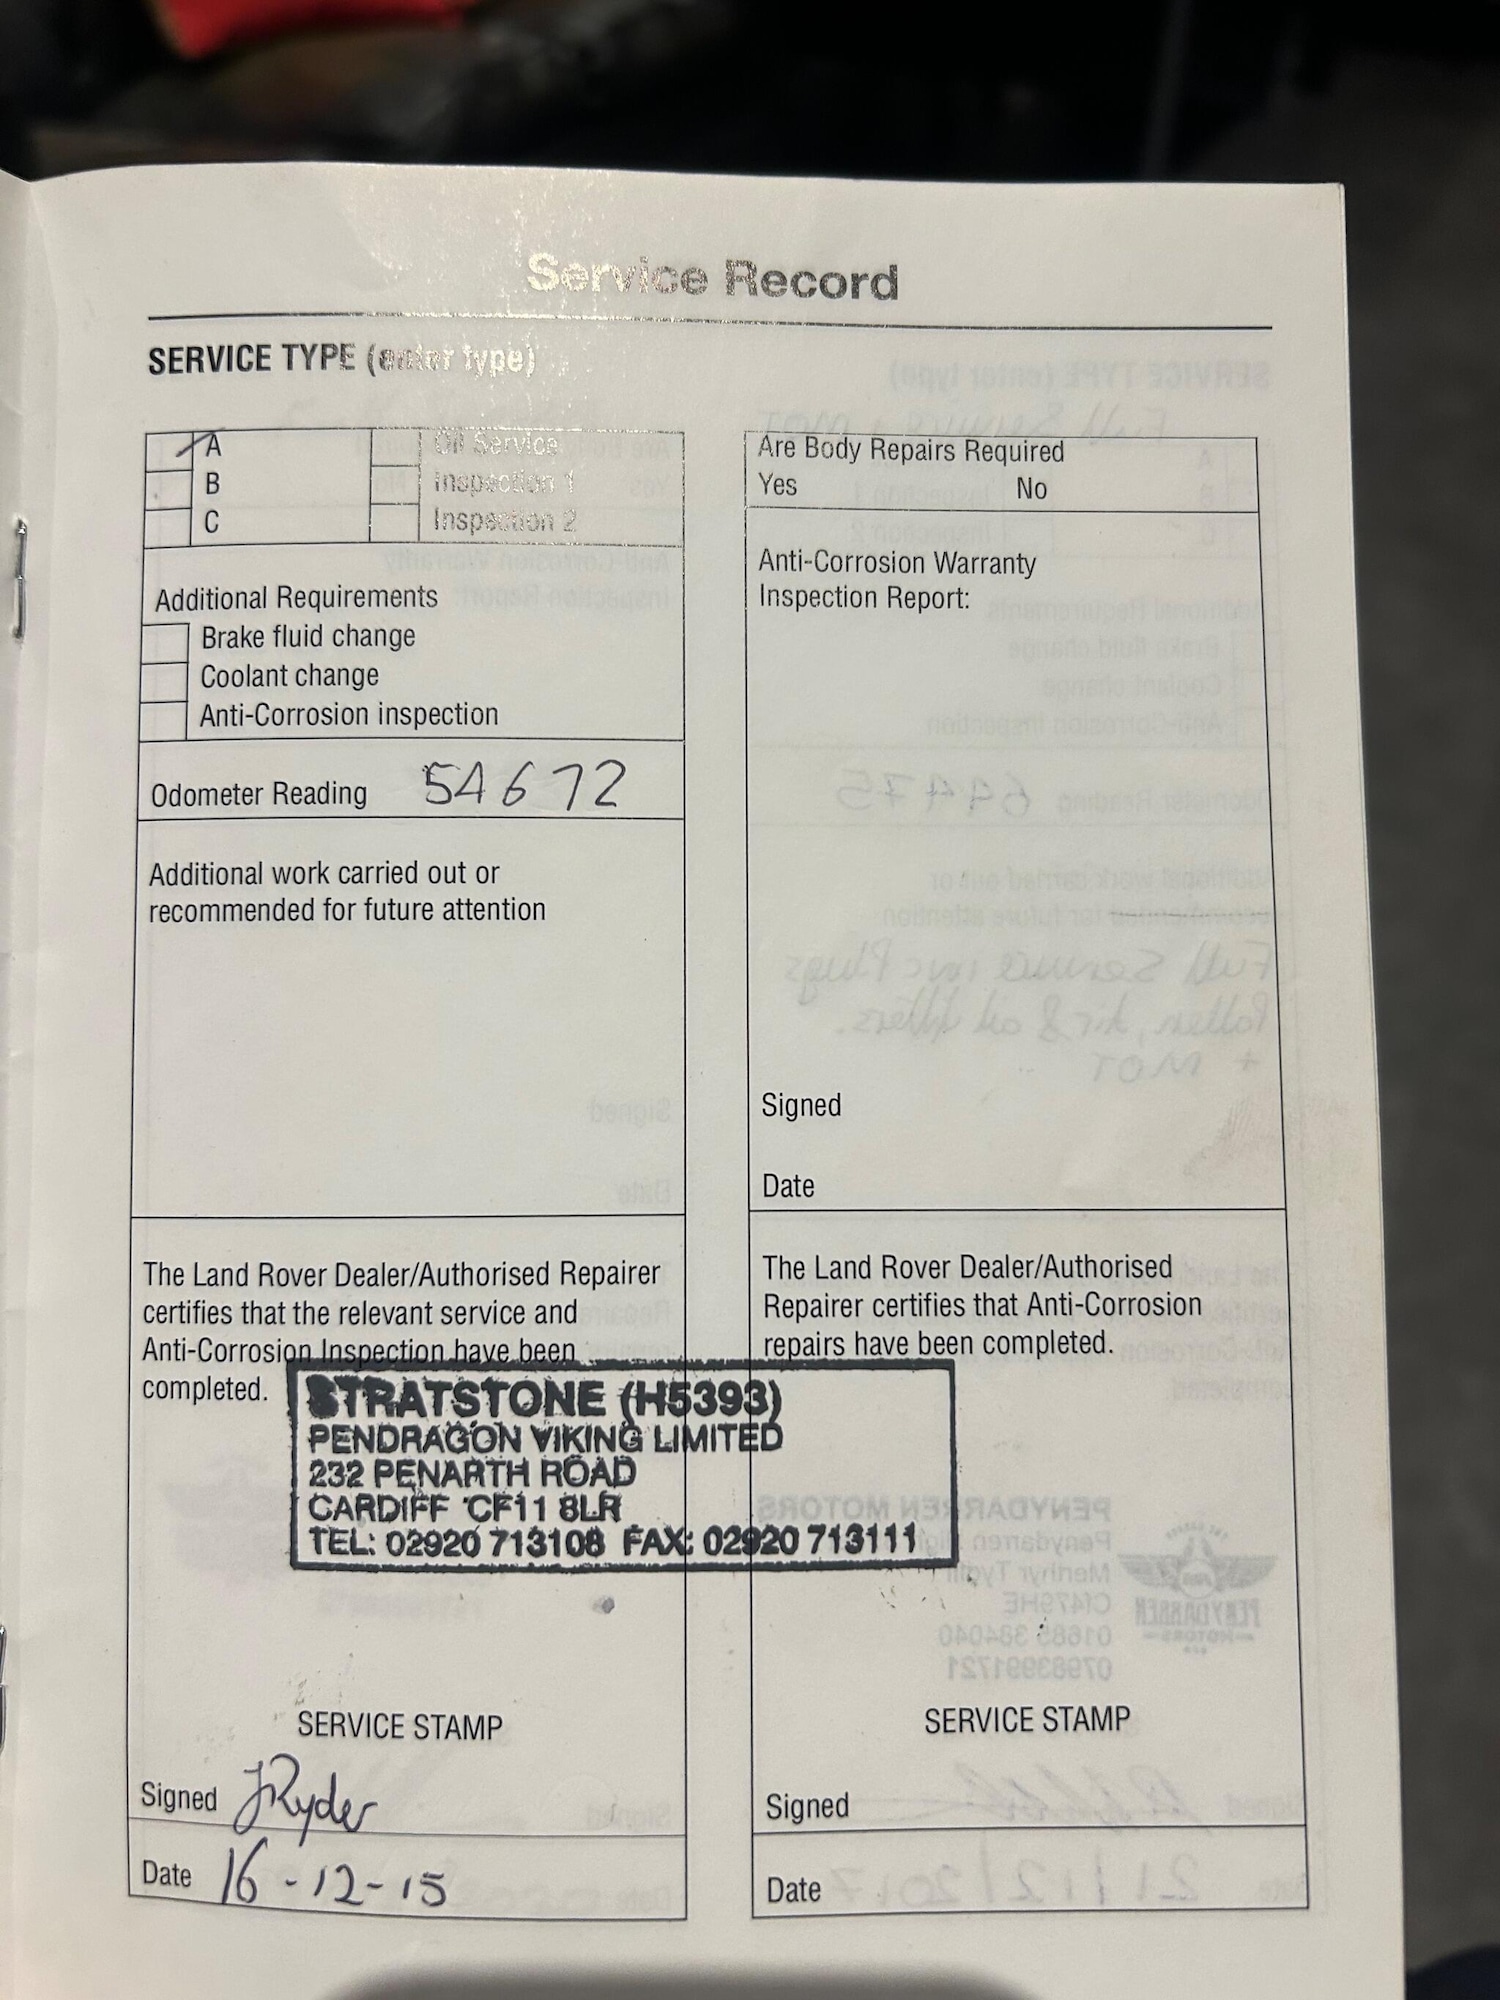 Service Record
SERVICE TYPE (enter type)
A
B
C
Oil Service
Inspection 1
Inspection 2
Additional Requirements
Brake fluid change
Coolant change
Anti-Corrosion inspection
Odometer Reading 54672
Additional work carried out or
recommended for future attention
The Land Rover Dealer/Authorised Repairer
certifies that the relevant service and
Anti-Corrosion Inspection have been
completed.
STRATSTONE (H5393)
PENDRAGON VIKING LIMITED
232 PENARTH ROAD
CARDIFF CF11 8LR
TEL: 02920 713108 FAX: 02920 713111
SERVICE STAMP
Signed JRyder
Date 16-12-15
Are Body Repairs Required
Yes No
Anti-Corrosion Warranty
Inspection Report:
Signed
Date
The Land Rover Dealer/Authorised
Repairer certifies that Anti-Corrosion
repairs have been completed.
SERVICE STAMP
Signed
Date